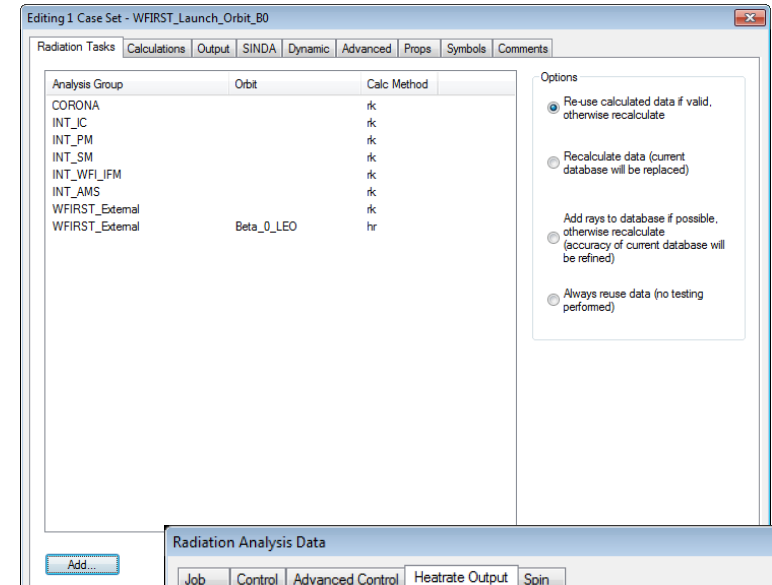 Editing 1 Case Set - WFIRST_Launch_Orbit_B0
Radiation Tasks Calculations Output SINDA Dynamic Advanced Props Symbols Comments
Analysis Group Orbit Calc Method
CORONA rk
INT_IC rk
INT_PM rk
INT_SM rk
INT_WFI_IFM rk
INT_AMS rk
WFIRST_External rk
WFIRST_External Beta_0_LEO hr
Options
Re-use calculated data if valid,
otherwise recalculate
Recalculate data (current
database will be replaced)
Add rays to database if possible,
otherwise recalculate
(accuracy of current database will
be refined)
Always reuse data (no testing
performed)
Add...
Radiation Analysis Data
Job Control Advanced Control Heatrate Output Spin